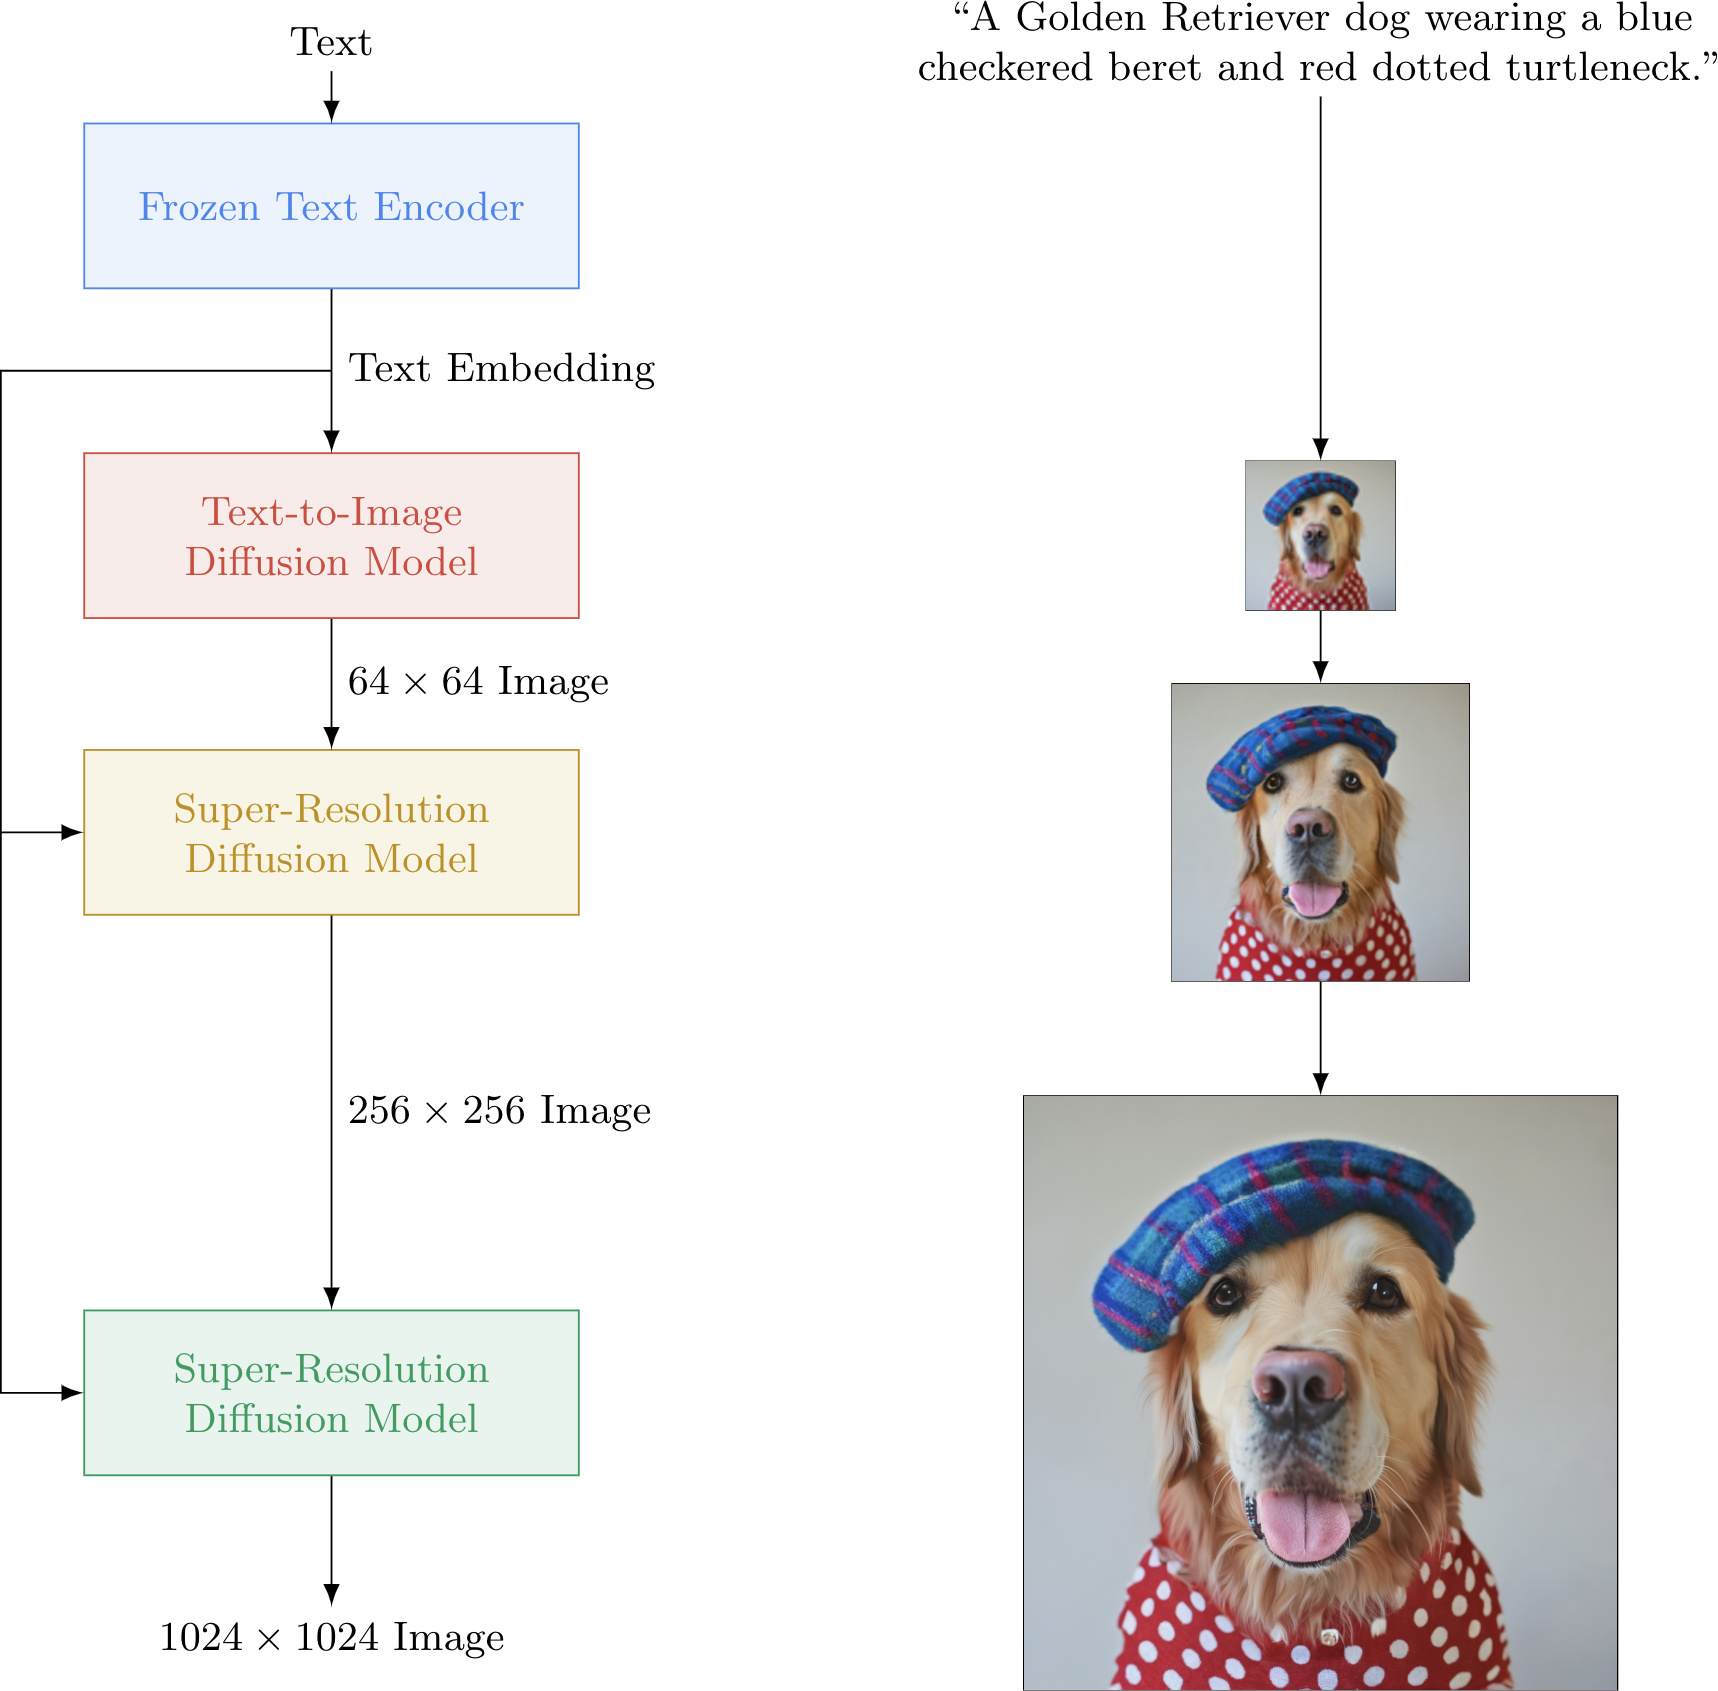 Text
Frozen Text Encoder
Text Embedding
Text-to-Image
Diffusion Model
64 × 64 Image
Super-Resolution
Diffusion Model
256 × 256 Image
Super-Resolution
Diffusion Model
1024 × 1024 Image
“A Golden Retriever dog wearing a blue
checkered beret and red dotted turtleneck.”